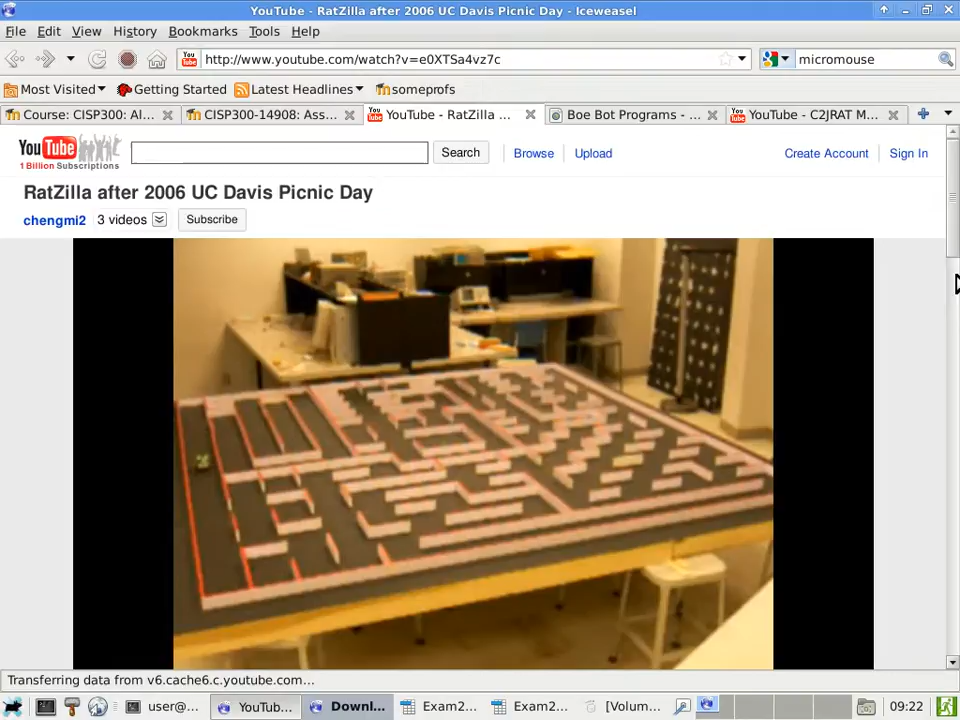 YouTube - RatZilla after 2006 UC Davis Picnic Day - Iceweasel
File Edit View History Bookmarks Tools Help
You Tube http://www.youtube.com/watch?v=e0XTSa4vz7c micromouse
Most Visited Getting Started Latest Headlines someprofs
Course: CISP300: Al... CISP300-14908: Ass... YouTube - RatZilla ... Boe Bot Programs - ... YouTube - C2JRAT M...
YouTube Search Browse Upload Create Account Sign In
1 Billion Subscriptions
RatZilla after 2006 UC Davis Picnic Day
chengmi2 3 videos Subscribe
Transferring data from v6.cache6.c.youtube.com...
user@... YouTub... Downl... Exam2... Exam2... [Volum... 09:22